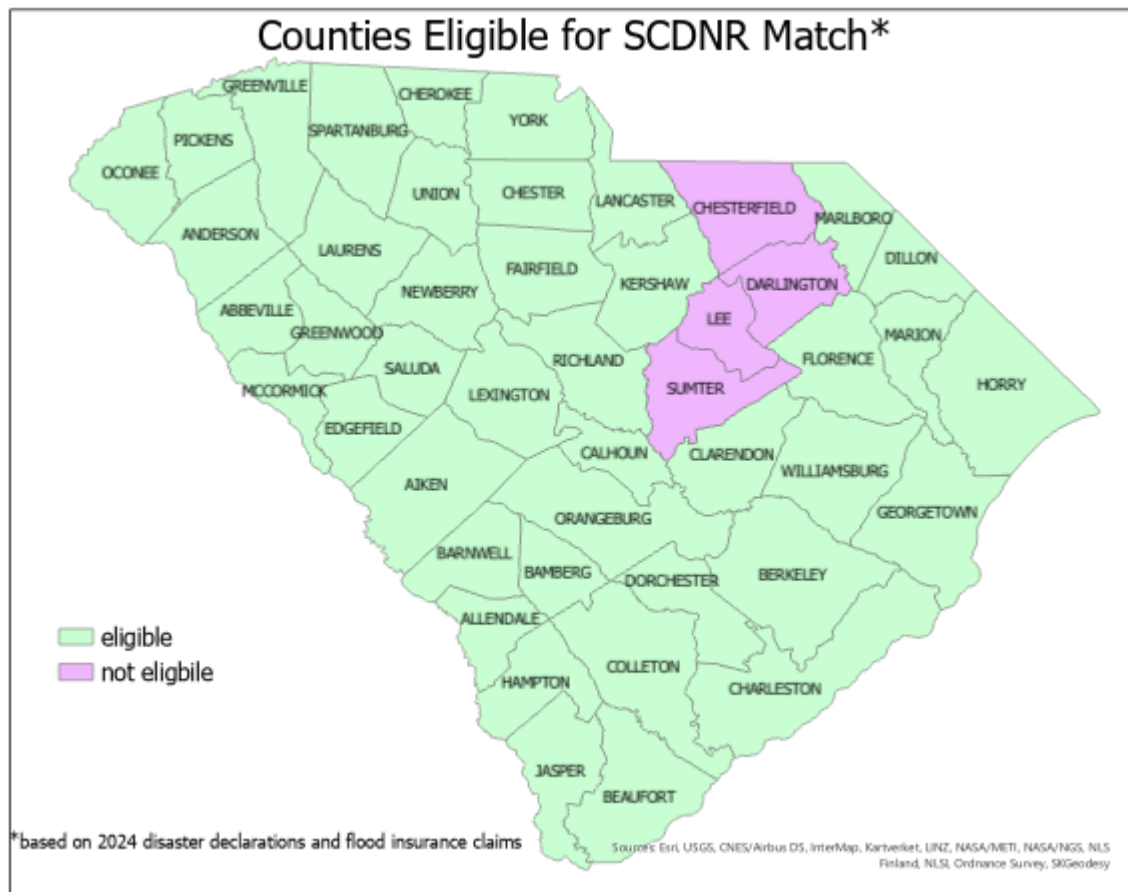 Counties Eligible for SCDNR Match*
GREENVILLE
CHEROKEE
SPARTANBURG
YORK
PICKENS
OCONEE
UNION
CHESTER
LANCASTER
CHESTERFIELD
MARLBORO
ANDERSON
LAURENS
DILLON
FAIRFIELD
KERSHAW
DARLINGTON
NEWBERRY
ABBEVILLE
GREENWOOD
LEE
MARION
RICHLAND
FLORENCE
SALUDA
MCCORMICK
LEXINGTON
SUMTER
HORRY
EDGEFIELD
CALHOUN
CLARENDON
WILLIAMSBURG
AIKEN
GEORGETOWN
ORANGEBURG
BARNWELL
BAMBERG
DORCHESTER
BERKELEY
ALLENDALE
eligible
COLLETON
not eligbile
HAMPTON
CHARLESTON
JASPER
BEAUFORT
*based on 2024 disaster declarations and flood insurance claims
Sources: Esri, USGS, CNES/Airbus DS, InterMap, Kartverket, LINZ, NASA/METI, NASA/NGS, NLS
Finland, NLSI, Ordnance Survey, SKGeodesy